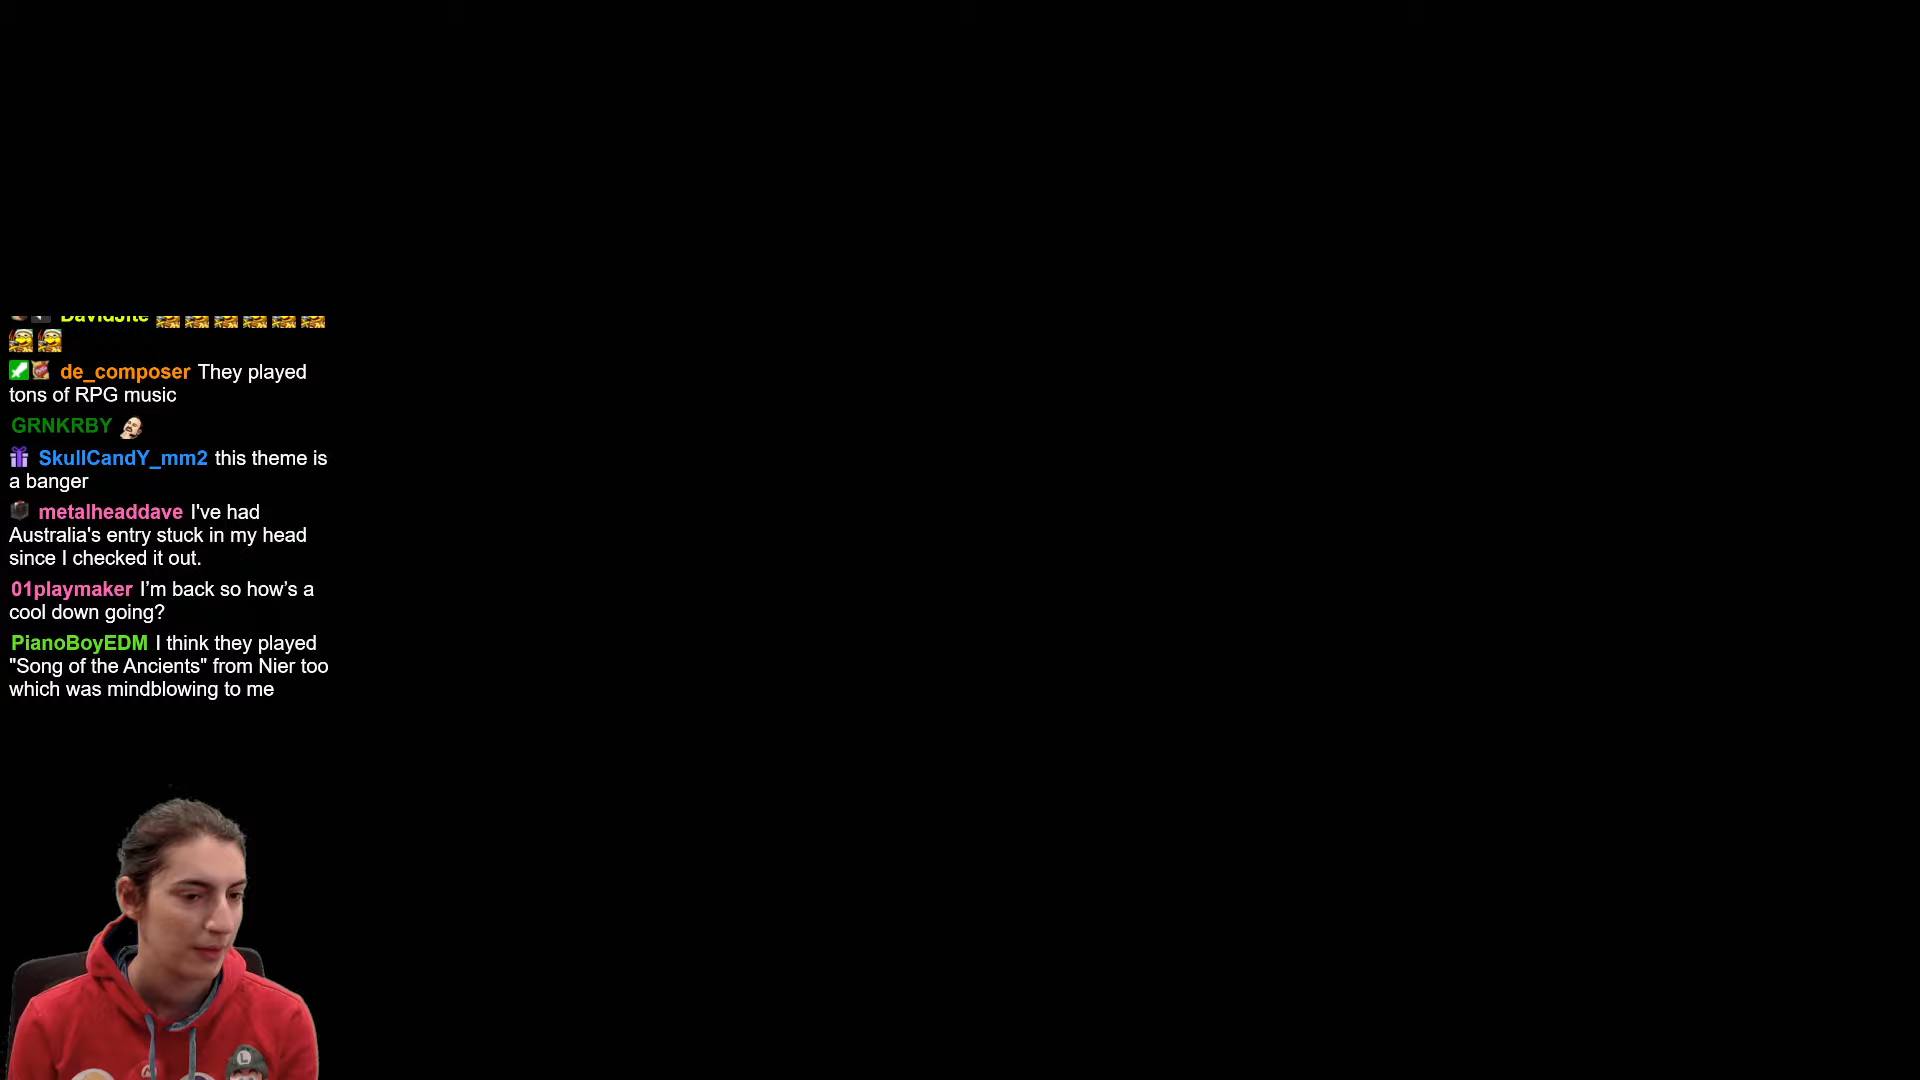 DavidJite
de_composer They played
tons of RPG music
GRNKRBY
SkullCandY_mm2 this theme is
a banger
metalheaddave I've had
Australia's entry stuck in my head
since I checked it out.
01playmaker I’m back so how’s a
cool down going?
PianoBoyEDM I think they played
"Song of the Ancients" from Nier too
which was mindblowing to me
L